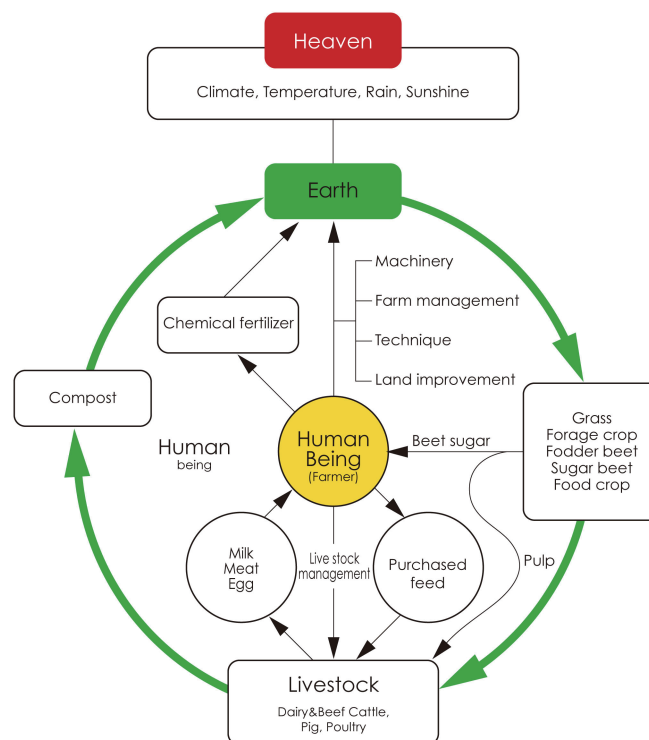 Heaven
Climate, Temperature, Rain, Sunshine
Earth
Machinery
Farm management
Technique
Land improvement
Chemical fertilizer
Compost
Human
being
Human
Being
(Farmer)
Beet sugar
Grass
Forage crop
Fodder beet
Sugar beet
Food crop
Milk
Meat
Egg
Live stock
management
Purchased
feed
Pulp
Livestock
Dairy&Beef Cattle,
Pig, Poultry